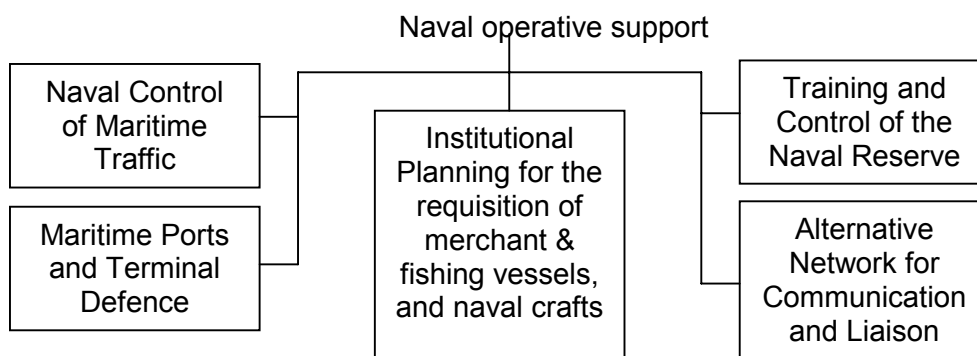 Naval operative support
Naval Control
of Maritime
Traffic
Maritime Ports
and Terminal
Defence
Institutional
Planning for the
requisition of
merchant &
fishing vessels,
and naval crafts
Training and
Control of the
Naval Reserve
Alternative
Network for
Communication
and Liaison